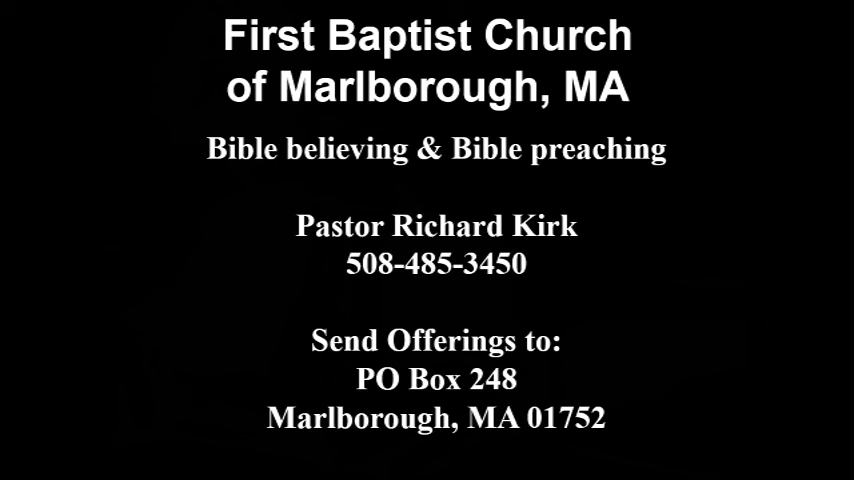 First Baptist Church
of Marlborough, MA
Bible believing & Bible preaching
Pastor Richard Kirk
508-485-3450
Send Offerings to:
PO Box 248
Marlborough, MA 01752